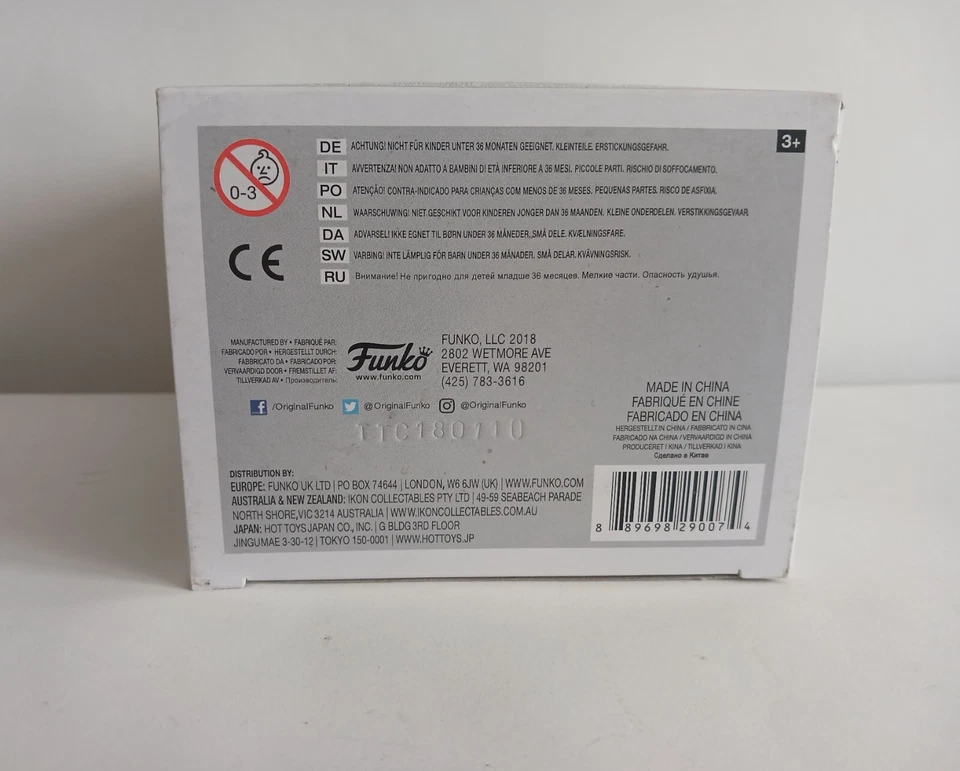 0-3
3+
DE ACHTUNG! NICHT FÜR KINDER UNTER 36 MONATEN GEEIGNET. KLEINTEILE. ERSTICKUNGSGEFAHR.
IT AVVERTENZA! NON ADATTO A BAMBINI DI ETÀ INFERIORE A 36 MESI. PICCOLE PARTI. RISCHIO DI SOFFOCAMENTO.
PO ATENÇÃO! CONTRA-INDICADO PARA CRIANÇAS COM MENOS DE 36 MESES. PEQUENAS PARTES. RISCO DE ASFIXIA.
NL WAARSCHUWING! NIET GESCHIKT VOOR KINDEREN JONGER DAN 36 MAANDEN. KLEINE ONDERDELEN. VERSTIKKINGSGEVAAR.
DA ADVARSEL! IKKE EGNET TIL BØRN UNDER 36 MÅNEDER. SMÅ DELE. KVÆLNINGSFARE.
SW VARBING! INTE LÄMPLIG FÖR BARN UNDER 36 MÅNADER. SMÅ DELAR. KVÄVNINGSRISK.
RU Внимание! Не пригодно для детей младше 36 месяцев. Мелкие части. Опасность удушья.
CE
MANUFACTURED BY • FABRIQUÉ PAR:
FABRICADO POR • HERGESTELLT DURCH:
FABBRICATO DA • FABRICADO POR:
VERVAARDIGD DOOR • FREMSTILLET AF:
TILLVERKAD AV • Производитель:
Funko
www.funko.com
FUNKO, LLC 2018
2802 WETMORE AVE
EVERETT, WA 98201
(425) 783-3616
/OriginalFunko @OriginalFunko @OriginalFunko
TTC180110
MADE IN CHINA
FABRIQUÉ EN CHINE
FABRICADO EN CHINA
HERGESTELLT IN CHINA / FABBRICATO IN CINA
FABRICADO NA CHINA / VERVAARDIGD IN CHINA
PRODUCERET I KINA / TILLVERKAD I KINA
Сделано в Китае
DISTRIBUTION BY:
EUROPE: FUNKO UK LTD | PO BOX 74644 | LONDON, W6 6JW (UK) | WWW.FUNKO.COM
AUSTRALIA & NEW ZEALAND: IKON COLLECTABLES PTY LTD | 49-59 SEABEACH PARADE
NORTH SHORE, VIC 3214 AUSTRALIA | WWW.IKONCOLLECTABLES.COM.AU
JAPAN: HOT TOYS JAPAN CO., INC. | G BLDG 3RD FLOOR
JINGUMAE 3-30-12 | TOKYO 150-0001 | WWW.HOTTOYS.JP
8 89698 29007 4